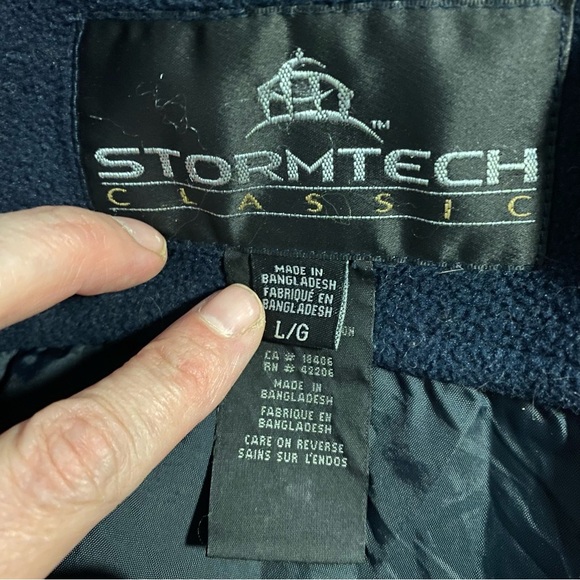 STORMTECH™
CLASSIC
MADE IN
BANGLADESH
FABRIQUÉ EN
BANGLADESH
L/G
CA # 18406
RN # 42206
MADE IN
BANGLADESH
FABRIQUE EN
BANGLADESH
CARE ON REVERSE
SAINS SUR L'ENDOS